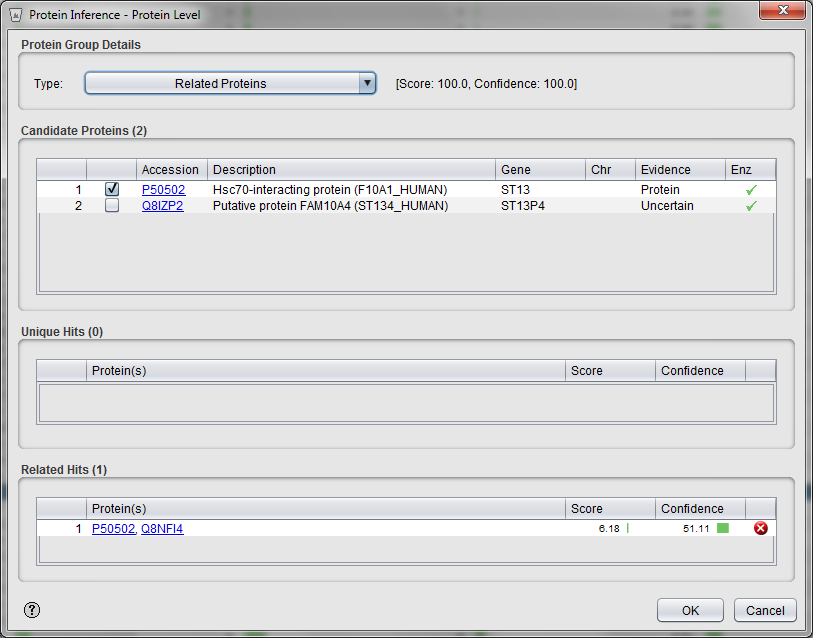 Protein Inference - Protein Level
Protein Group Details
Type: Related Proteins [Score: 100.0, Confidence: 100.0]
Candidate Proteins (2)
Accession Description Gene Chr Evidence Enz
1 P50502 Hsc70-interacting protein (F10A1_HUMAN) ST13 Protein
2 Q8IZP2 Putative protein FAM10A4 (ST134_HUMAN) ST13P4 Uncertain
Unique Hits (0)
Protein(s) Score Confidence
Related Hits (1)
Protein(s) Score Confidence
1 P50502, Q8NFI4 6.18 51.11
? OK Cancel